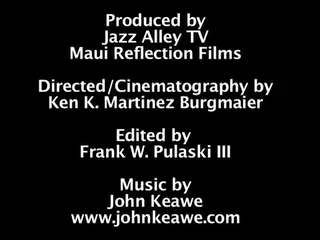 Produced by
Jazz Alley TV
Maui Reflection Films
Directed/Cinematography by
Ken K. Martinez Burgmaier
Edited by
Frank W. Pulaski III
Music by
John Keawe
www.johnkeawe.com